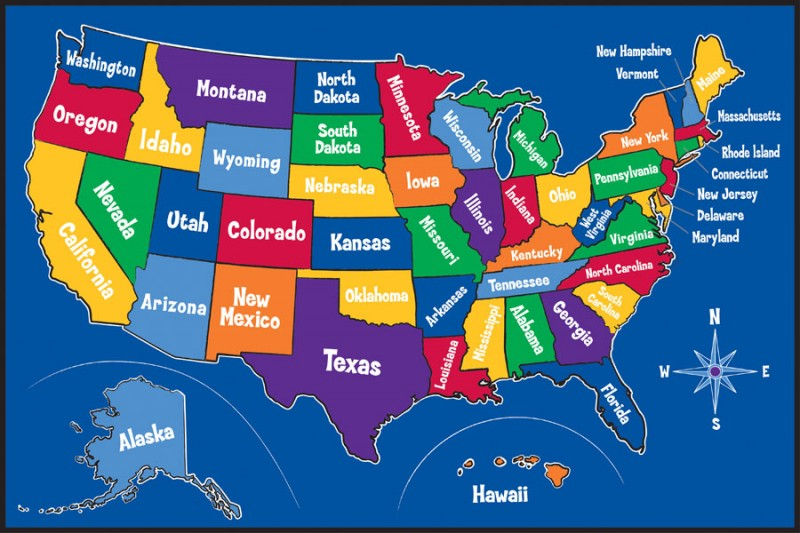 Washington
Oregon
California
Nevada
Idaho
Montana
Wyoming
Utah
Arizona
Colorado
New
Mexico
North
Dakota
South
Dakota
Nebraska
Kansas
Oklahoma
Texas
Minnesota
Iowa
Missouri
Arkansas
Louisiana
Wisconsin
Illinois
Michigan
Indiana
Ohio
Kentucky
Tennessee
Mississippi
Alabama
Georgia
Florida
South
Carolina
North Carolina
Virginia
West
Virginia
Pennsylvania
New York
Maine
New Hampshire
Vermont
Massachusetts
Rhode Island
Connecticut
New Jersey
Delaware
Maryland
N
W
E
S
Alaska
Hawaii